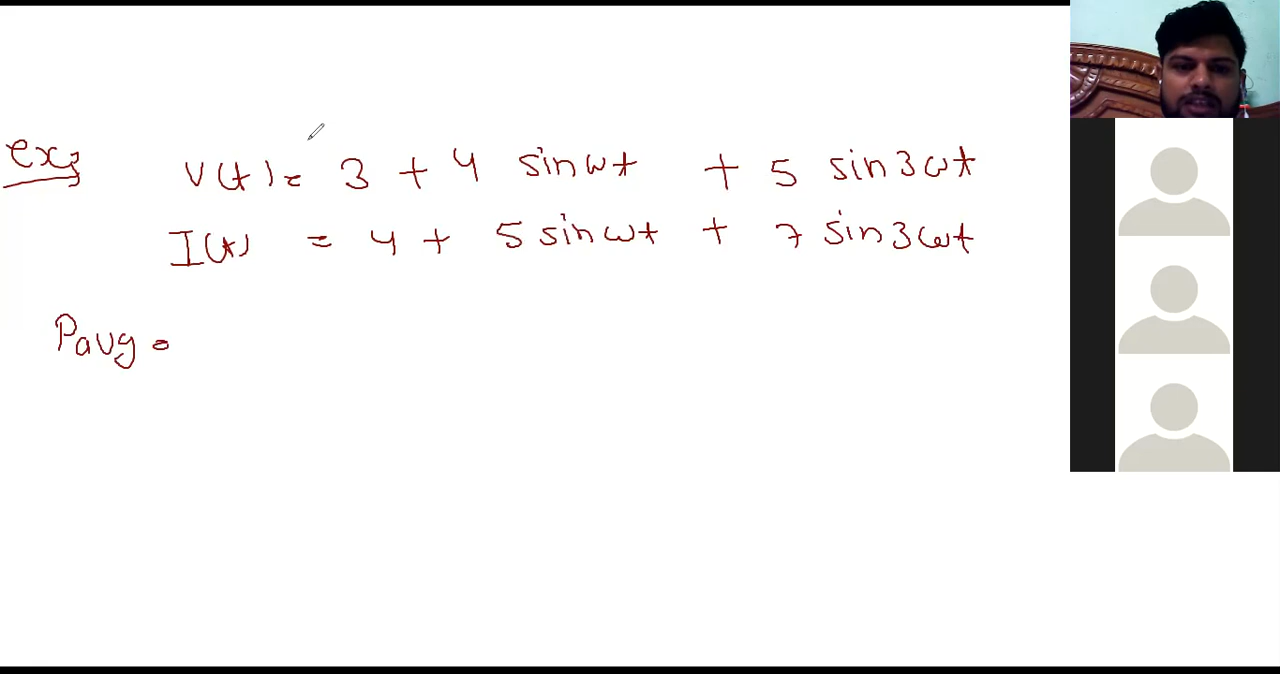 ex:
V(t) = 3 + 4 sinωt + 5 sin3ωt
I(t) = 4 + 5 sinωt + 7 sin3ωt
Pavg =